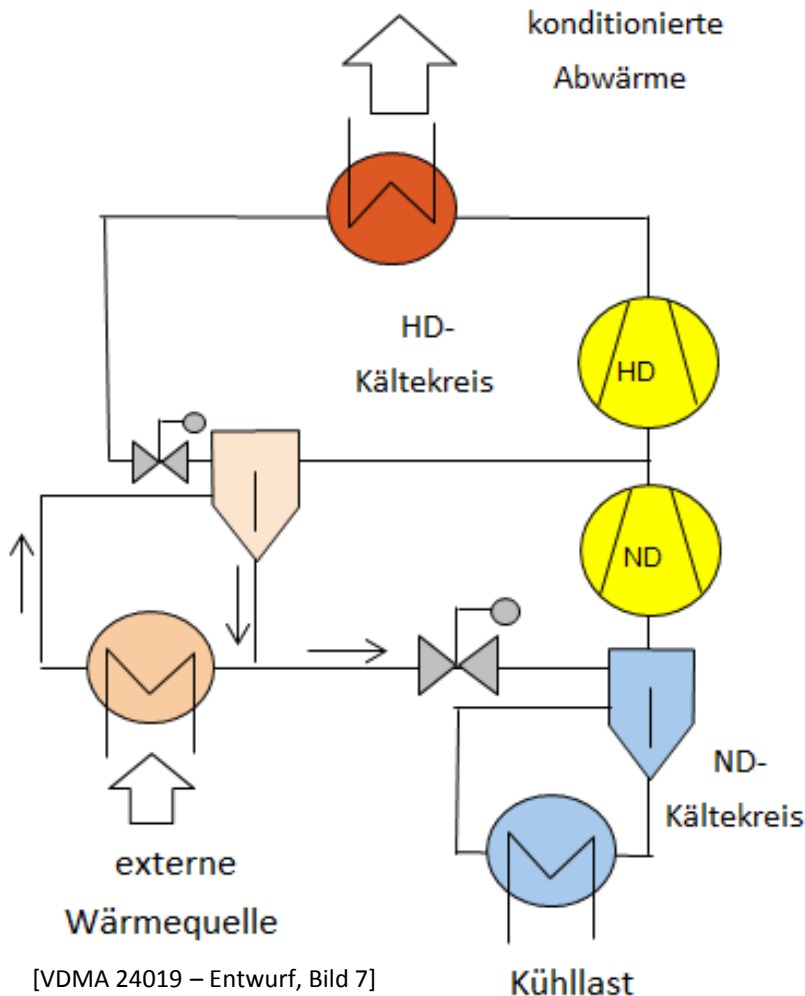 konditionierte
Abwärme
HD-
Kältekreis
HD
ND
ND-
Kältekreis
externe
Wärmequelle
[VDMA 24019 – Entwurf, Bild 7]
Kühllast